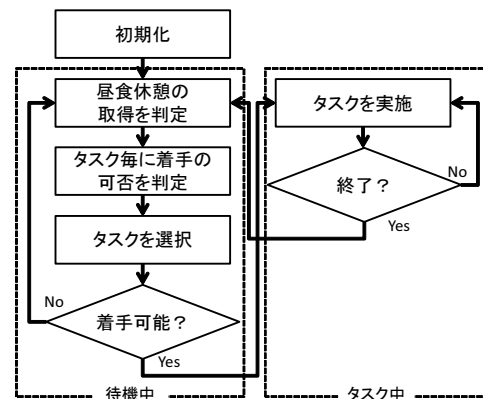 初期化
昼食休憩の
取得を判定
タスク毎に着手の
可否を判定
タスクを選択
No
着手可能？
Yes
待機中
タスクを実施
No
終了？
Yes
タスク中